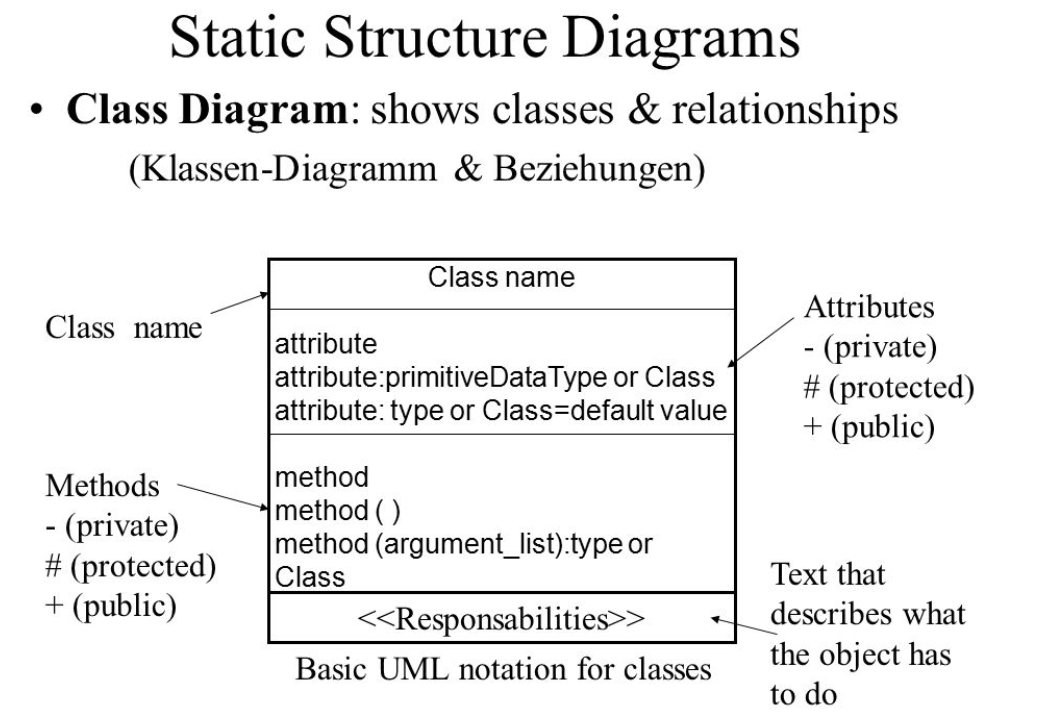 Static Structure Diagrams
• Class Diagram: shows classes & relationships
(Klassen-Diagramm & Beziehungen)
Class name
Class name
attribute
attribute:primitiveDataType or Class
attribute: type or Class=default value
Attributes
- (private)
# (protected)
+ (public)
Methods
- (private)
# (protected)
+ (public)
method
method ( )
method (argument_list):type or
Class
<<Responsabilities>>
Text that
describes what
the object has
to do
Basic UML notation for classes